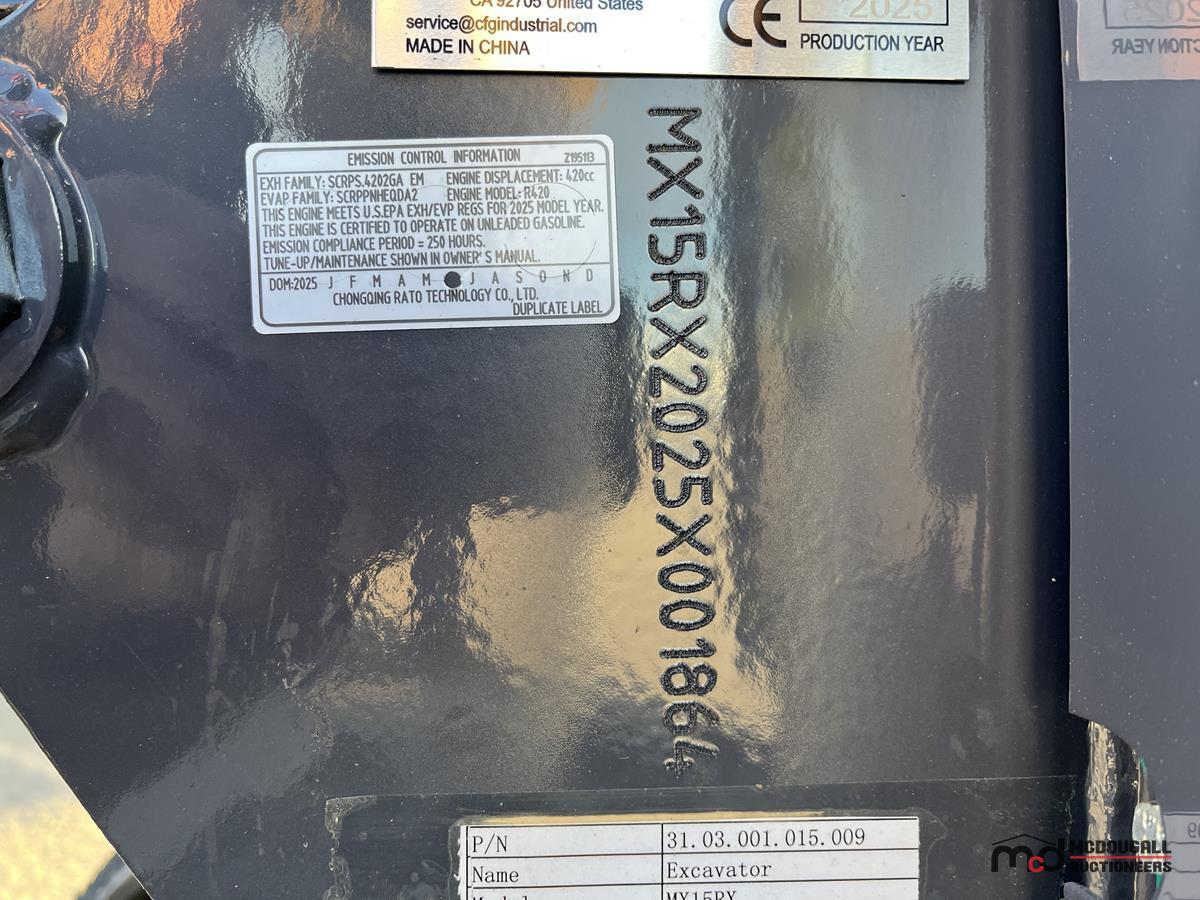 CA 92705 United States
service@cfgindustrial.com
MADE IN CHINA
CE
2025
PRODUCTION YEAR
EMISSION CONTROL INFORMATION Z195113
EXH FAMILY: SCRPS.4202GA EM ENGINE DISPLACEMENT: 420cc
EVAP FAMILY: SCRPPNHEQDA2 ENGINE MODEL: R420
THIS ENGINE MEETS U.S.EPA EXH/EVP REGS FOR 2025 MODEL YEAR.
THIS ENGINE IS CERTIFIED TO OPERATE ON UNLEADED GASOLINE.
EMISSION COMPLIANCE PERIOD = 250 HOURS.
TUNE-UP/MAINTENANCE SHOWN IN OWNER'S MANUAL.
DOM:2025 J F M A M J A S O N D
CHONGQING RATO TECHNOLOGY CO., LTD.
DUPLICATE LABEL
MX15RX2025X001864
P/N 31.03.001.015.009
Name Excavator
Model MX15RX
mcd MCDOUGALL
AUCTIONEERS